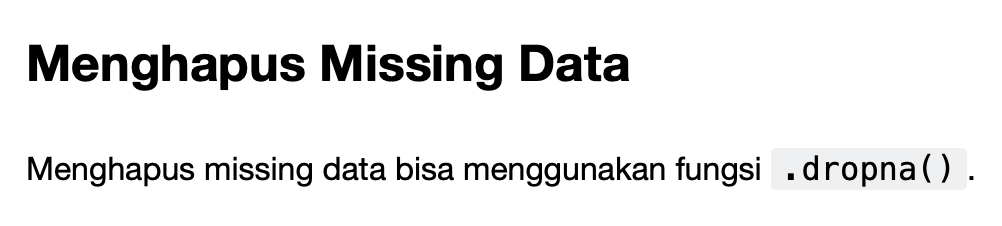 Menghapus Missing Data
Menghapus missing data bisa menggunakan fungsi .dropna().